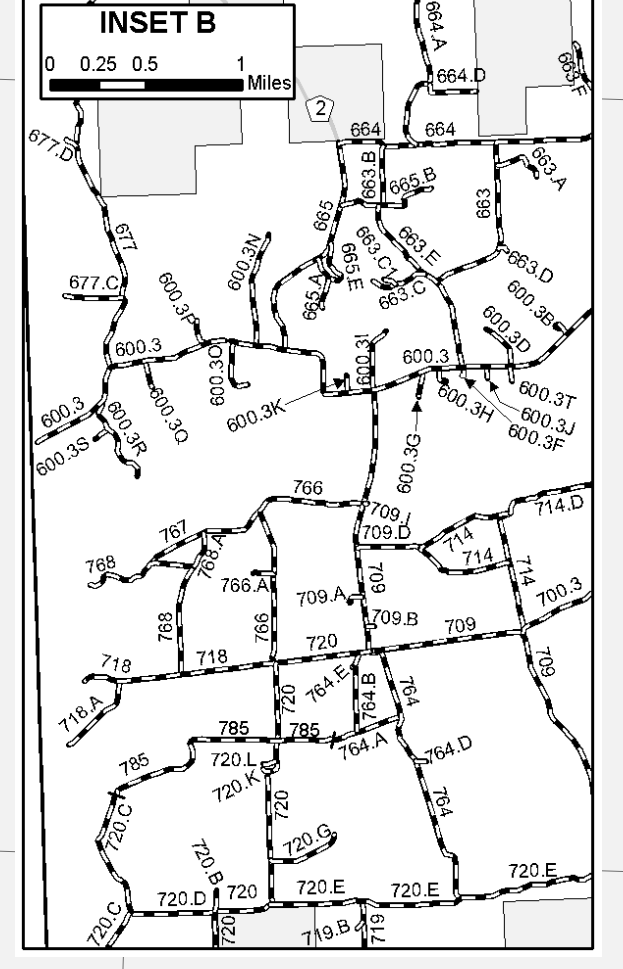 INSET B
0 0.25 0.5 1
Miles
2
664.A
664.D
663.F
677.D
664
664
663.B
665.B
663.A
663
665
677
600.3N
663.E
663.C1
663.C
665.E
665.A
663.D
677.C
600.3P
600.3B
600.3D
600.3
600.3O
600.3I
600.3
600.3Q
600.3K
600.3H
600.3T
600.3J
600.3F
600.3
600.3R
600.3S
600.3G
766
709.I
714.D
767
709.D
714
768.A
714
768
766.A
709
714
700.3
709.A
768
766
709.B
720
709
718
718
764.E
709
720
764.B
764
718.A
785
785
764.A
720.L
764.D
785
720.K
720
764
720.C
720.G
720.B
720.E
720.D
720
720.E
720.E
720.C
720
719.B
719